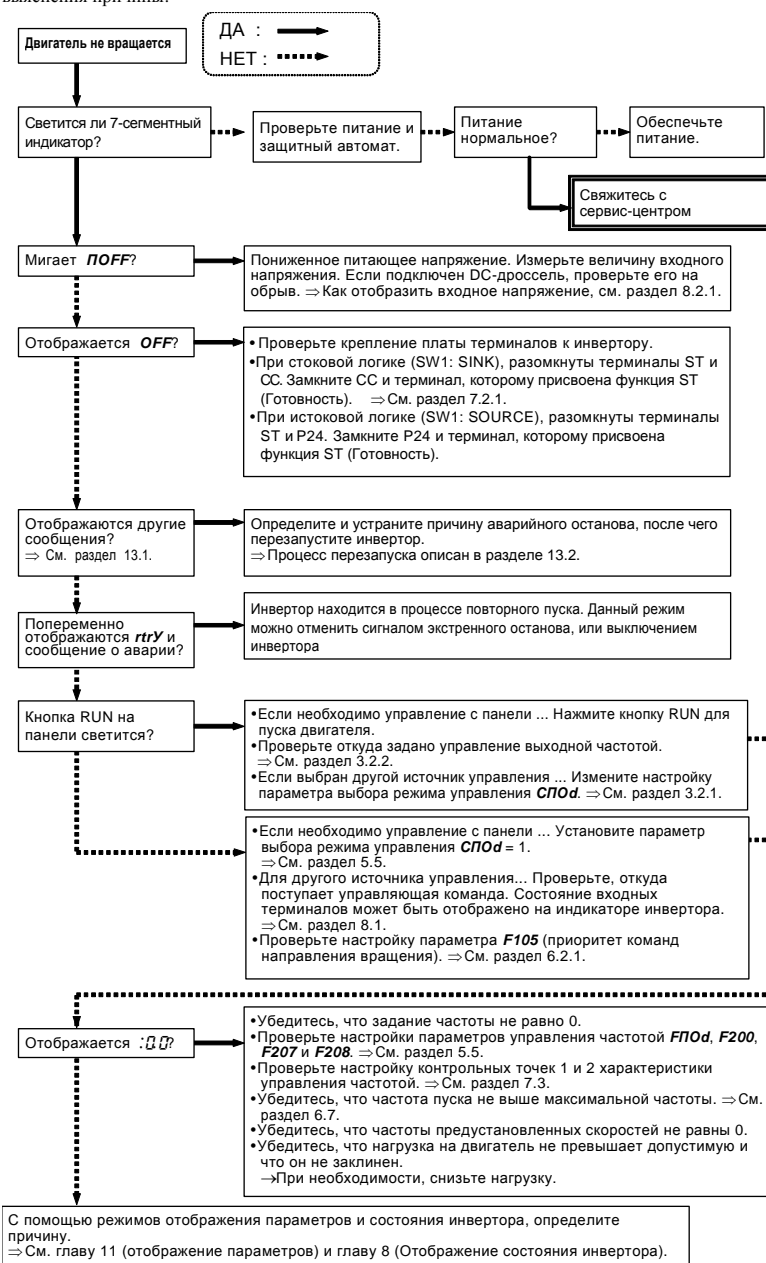 выяснения причины.
ДА :
НЕТ :
Двигатель не вращается
Светится ли 7-сегментный
индикатор?
Проверьте питание и
защитный автомат.
Питание
нормальное?
Обеспечьте
питание.
Свяжитесь с
сервис-центром
Мигает ПOFF?
Пониженное питающее напряжение. Измерьте величину входного
напряжения. Если подключен DC-дроссель, проверьте его на
обрыв. ⇒ Как отобразить входное напряжение, см. раздел 8.2.1.
Отображается OFF?
• Проверьте крепление платы терминалов к инвертору.
•При стоковой логике (SW1: SINK), разомкнуты терминалы ST и
CC. Замкните CC и терминал, которому присвоена функция ST
(Готовность). ⇒ См. раздел 7.2.1.
•При истоковой логике (SW1: SOURCE), разомкнуты терминалы
ST и P24. Замкните P24 и терминал, которому присвоена
функция ST (Готовность).
Отображаются другие
сообщения?
⇒ См. раздел 13.1.
Определите и устраните причину аварийного останова, после чего
перезапустите инвертор.
⇒ Процесс перезапуска описан в разделе 13.2.
Попеременно
отображаются rtrУ и
сообщение о аварии?
Инвертор находится в процессе повторного пуска. Данный режим
можно отменить сигналом экстренного останова, или выключением
инвертора
Кнопка RUN на
панели светится?
•Если необходимо управление с панели ... Нажмите кнопку RUN для
пуска двигателя.
•Проверьте откуда задано управление выходной частотой.
⇒ См. раздел 3.2.2.
•Если выбран другой источник управления ... Измените настройку
параметра выбора режима управления СПОd. ⇒ См. раздел 3.2.1.
•Если необходимо управление с панели ... Установите параметр
выбора режима управления СПОd = 1.
⇒ См. раздел 5.5.
•Для другого источника управления... Проверьте, откуда
поступает управляющая команда. Состояние входных
терминалов может быть отображено на индикаторе инвертора.
⇒ См. раздел 8.1.
•Проверьте настройку параметра F105 (приоритет команд
направления вращения). ⇒ См. раздел 6.2.1.
Отображается :0.0?
•Убедитесь, что задание частоты не равно 0.
•Проверьте настройки параметров управления частотой FПОd, F200,
F207 и F208. ⇒ См. раздел 5.5.
•Проверьте настройку контрольных точек 1 и 2 характеристики
управления частотой. ⇒ См. раздел 7.3.
•Убедитесь, что частота пуска не выше максимальной частоты. ⇒ См.
раздел 6.7.
•Убедитесь, что частоты предустановленных скоростей не равны 0.
•Убедитесь, что нагрузка на двигатель не превышает допустимую и
что он не заклинен.
→При необходимости, снизьте нагрузку.
С помощью режимов отображения параметров и состояния инвертора, определите
причину.
⇒ См. главу 11 (отображение параметров) и главу 8 (Отображение состояния инвертора).